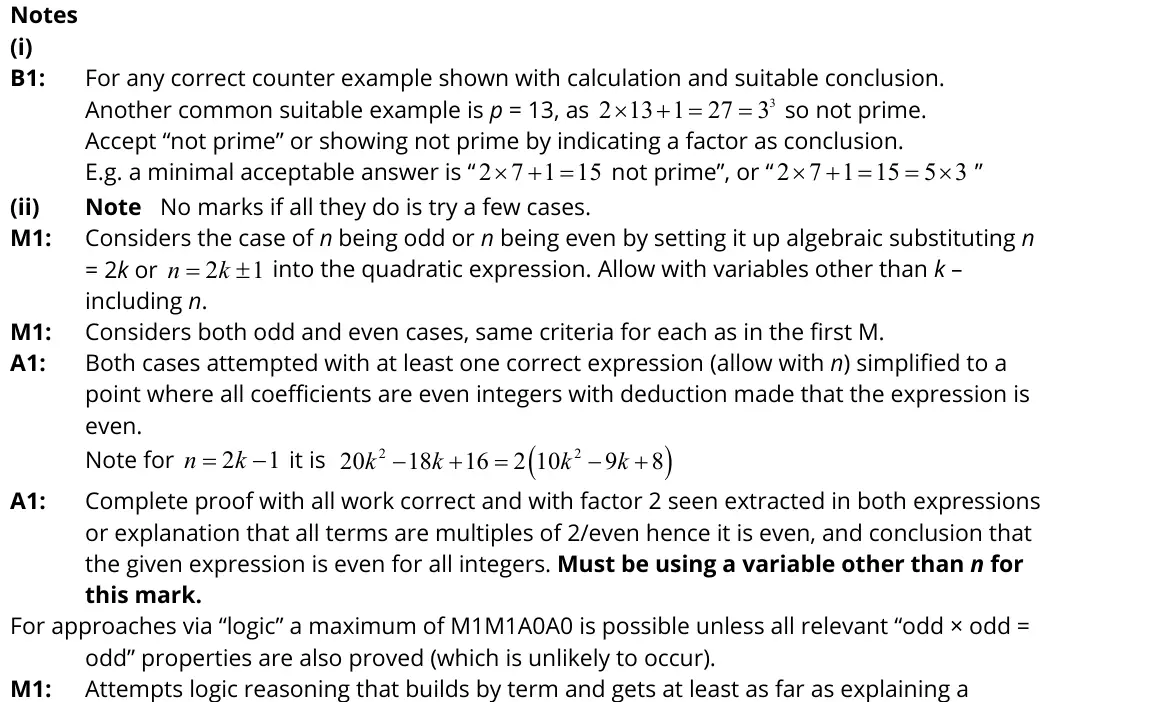 Notes
(i)
B1: For any correct counter example shown with calculation and suitable conclusion.
Another common suitable example is p = 13, as 2×13+1=27=3³ so not prime.
Accept “not prime” or showing not prime by indicating a factor as conclusion.
E.g. a minimal acceptable answer is “2×7+1=15 not prime”, or “2×7+1=15=5×3 ”
(ii) Note No marks if all they do is try a few cases.
M1: Considers the case of n being odd or n being even by setting it up algebraic substituting n
= 2k or n=2k±1 into the quadratic expression. Allow with variables other than k –
including n.
M1: Considers both odd and even cases, same criteria for each as in the first M.
A1: Both cases attempted with at least one correct expression (allow with n) simplified to a
point where all coefficients are even integers with deduction made that the expression is
even.
Note for n=2k−1 it is 20k²−18k+16=2(10k²−9k+8)
A1: Complete proof with all work correct and with factor 2 seen extracted in both expressions
or explanation that all terms are multiples of 2/even hence it is even, and conclusion that
the given expression is even for all integers. Must be using a variable other than n for
this mark.
For approaches via “logic” a maximum of M1M1A0A0 is possible unless all relevant “odd × odd =
odd” properties are also proved (which is unlikely to occur).
M1: Attempts logic reasoning that builds by term and gets at least as far as explaining a